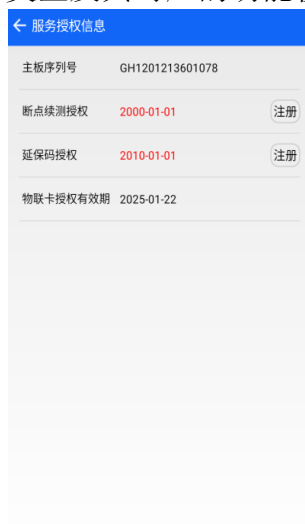 服务授权信息
主板序列号 GH1201213601078
断点续测授权 2000-01-01 注册
延保码授权 2010-01-01 注册
物联卡授权有效期 2025-01-22